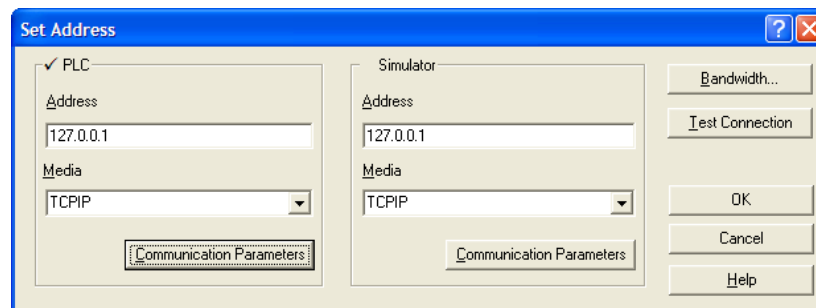 Set Address
✓ PLC
Address
127.0.0.1
Media
TCPIP
Communication Parameters
Simulator
Address
127.0.0.1
Media
TCPIP
Communication Parameters
Bandwidth...
Test Connection
OK
Cancel
Help